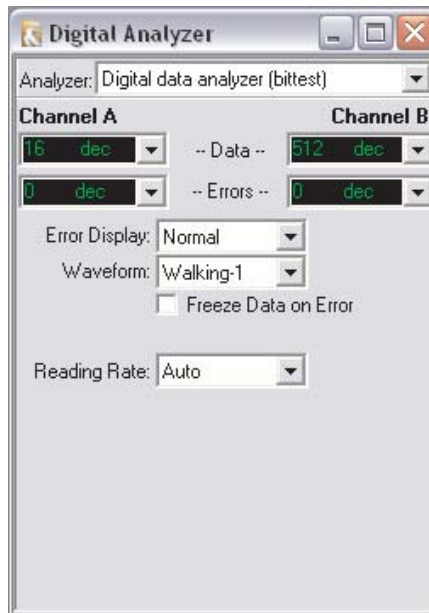 Digital Analyzer
Analyzer: Digital data analyzer (bittest)
Channel A Channel B
16 dec -- Data -- 512 dec
0 dec -- Errors -- 0 dec
Error Display: Normal
Waveform: Walking-1
Freeze Data on Error
Reading Rate: Auto